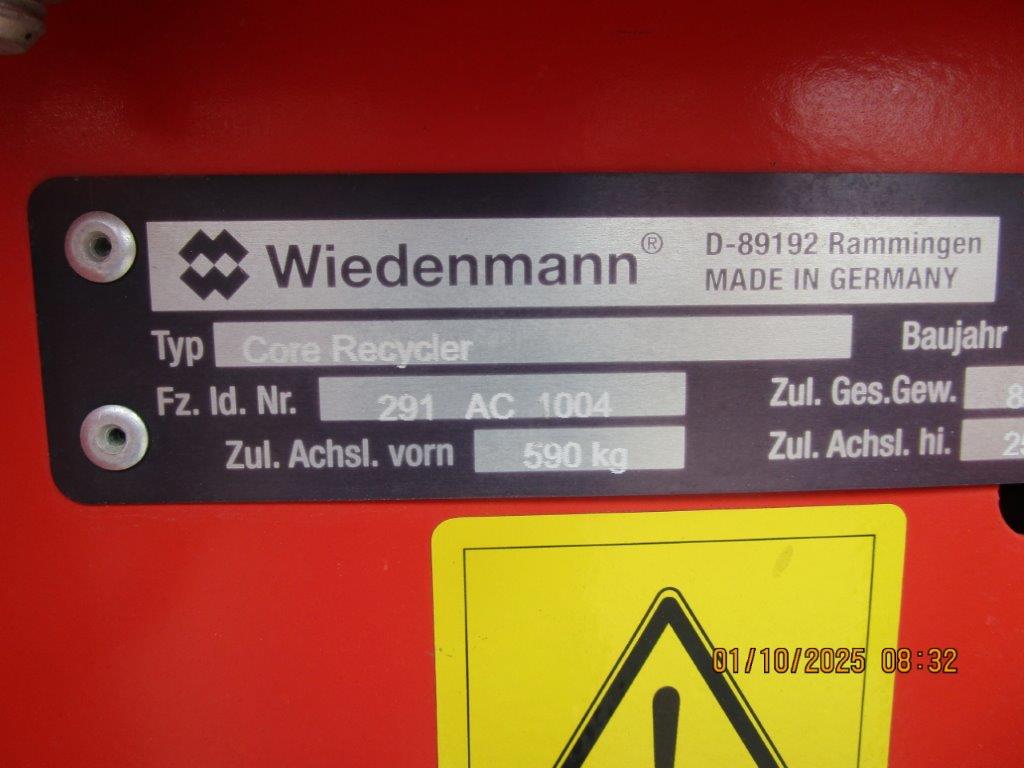 Wiedenmann® D-89192 Rammingen
MADE IN GERMANY
Typ Core Recycler Baujahr
Fz. Id. Nr. 291 AC 1004 Zul. Ges.Gew.
Zul. Achsl. vorn 590 kg Zul. Achsl. hi.
01/10/2025 08:32